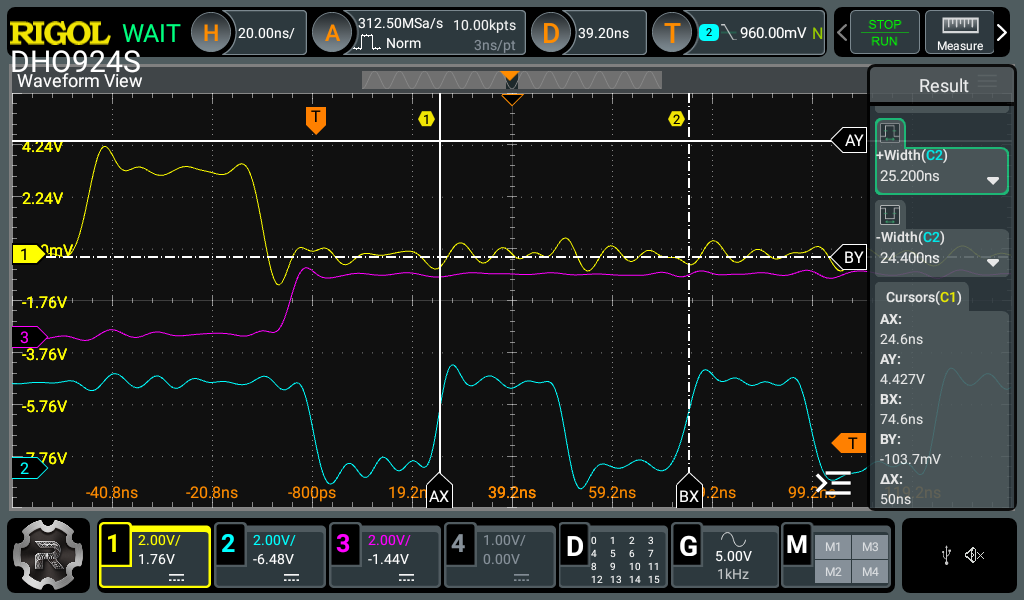 RIGOL WAIT H 20.00ns/ A 312.50MSa/s 10.00kpts Norm 3ns/pt D 39.20ns T 2 960.00mV N STOP RUN Measure
DHO924S
Waveform View
Result
T
1
2
4.24V
AY
+Width(C2)
25.200ns
2.24V
1
BY
-Width(C2)
24.400ns
-1.76V
Cursors(C1)
AX:
24.6ns
3
-3.76V
AY:
4.427V
-5.76V
BX:
74.6ns
T
BY:
-103.7mV
2
-40.8ns -20.8ns -800ps 19.2n AX 39.2ns 59.2ns BX 99.2n
ΔX:
50ns
1 2.00V/ 1.76V
2 2.00V/ -6.48V
3 2.00V/ -1.44V
4 1.00V/ 0.00V
D 0 1 2 3
4 5 6 7
8 9 10 11
12 13 14 15
G 5.00V 1kHz
M M1 M3
M2 M4